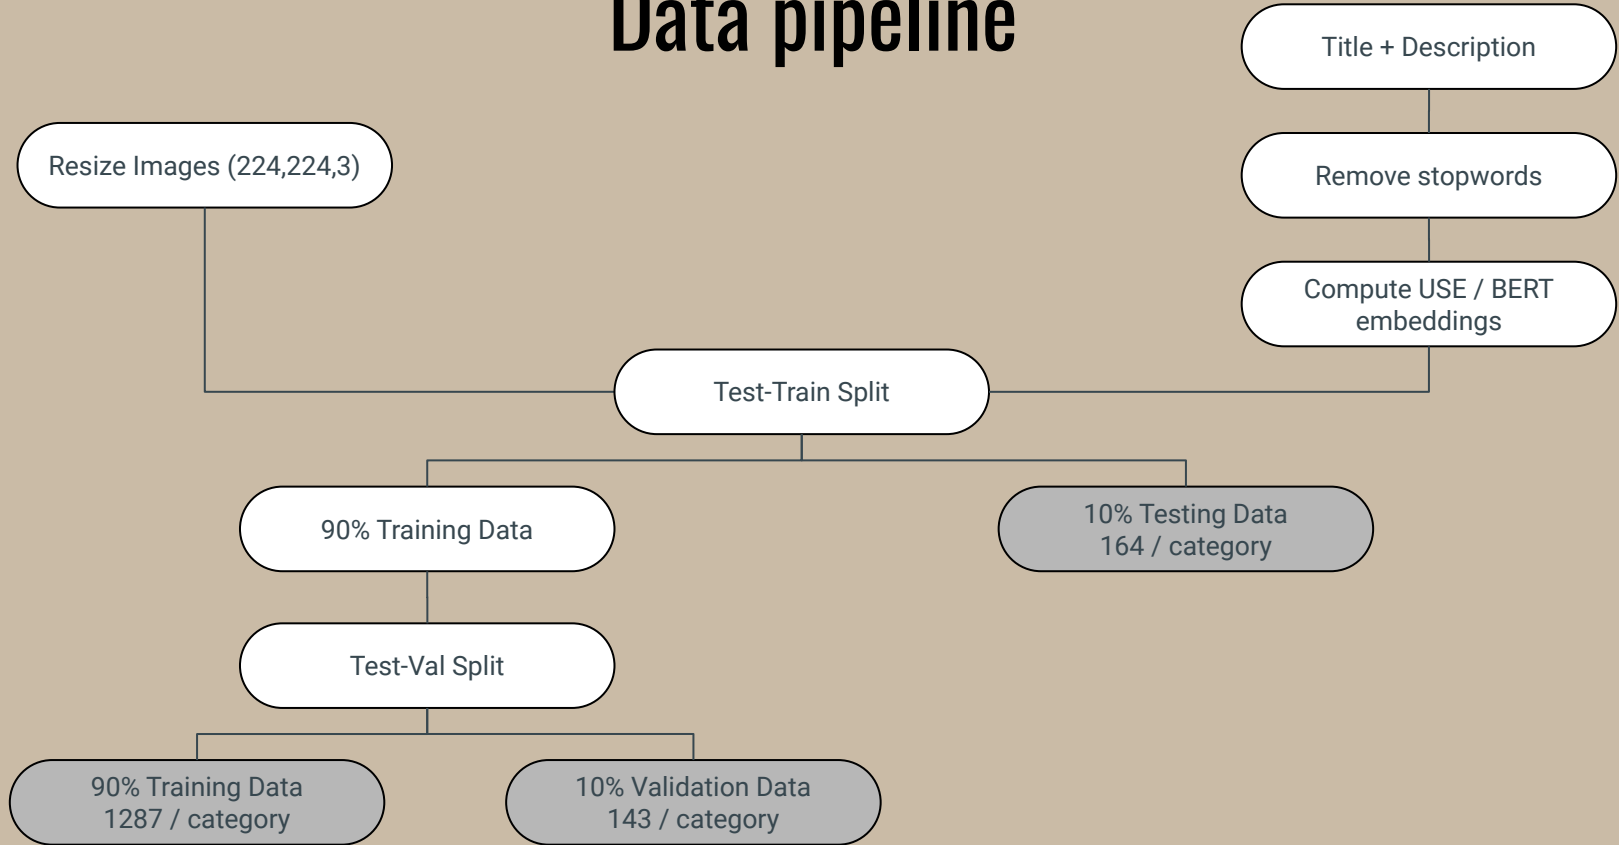 Data pipeline
Title + Description
Resize Images (224,224,3)
Remove stopwords
Compute USE / BERT
embeddings
Test-Train Split
90% Training Data
10% Testing Data
164 / category
Test-Val Split
90% Training Data
1287 / category
10% Validation Data
143 / category